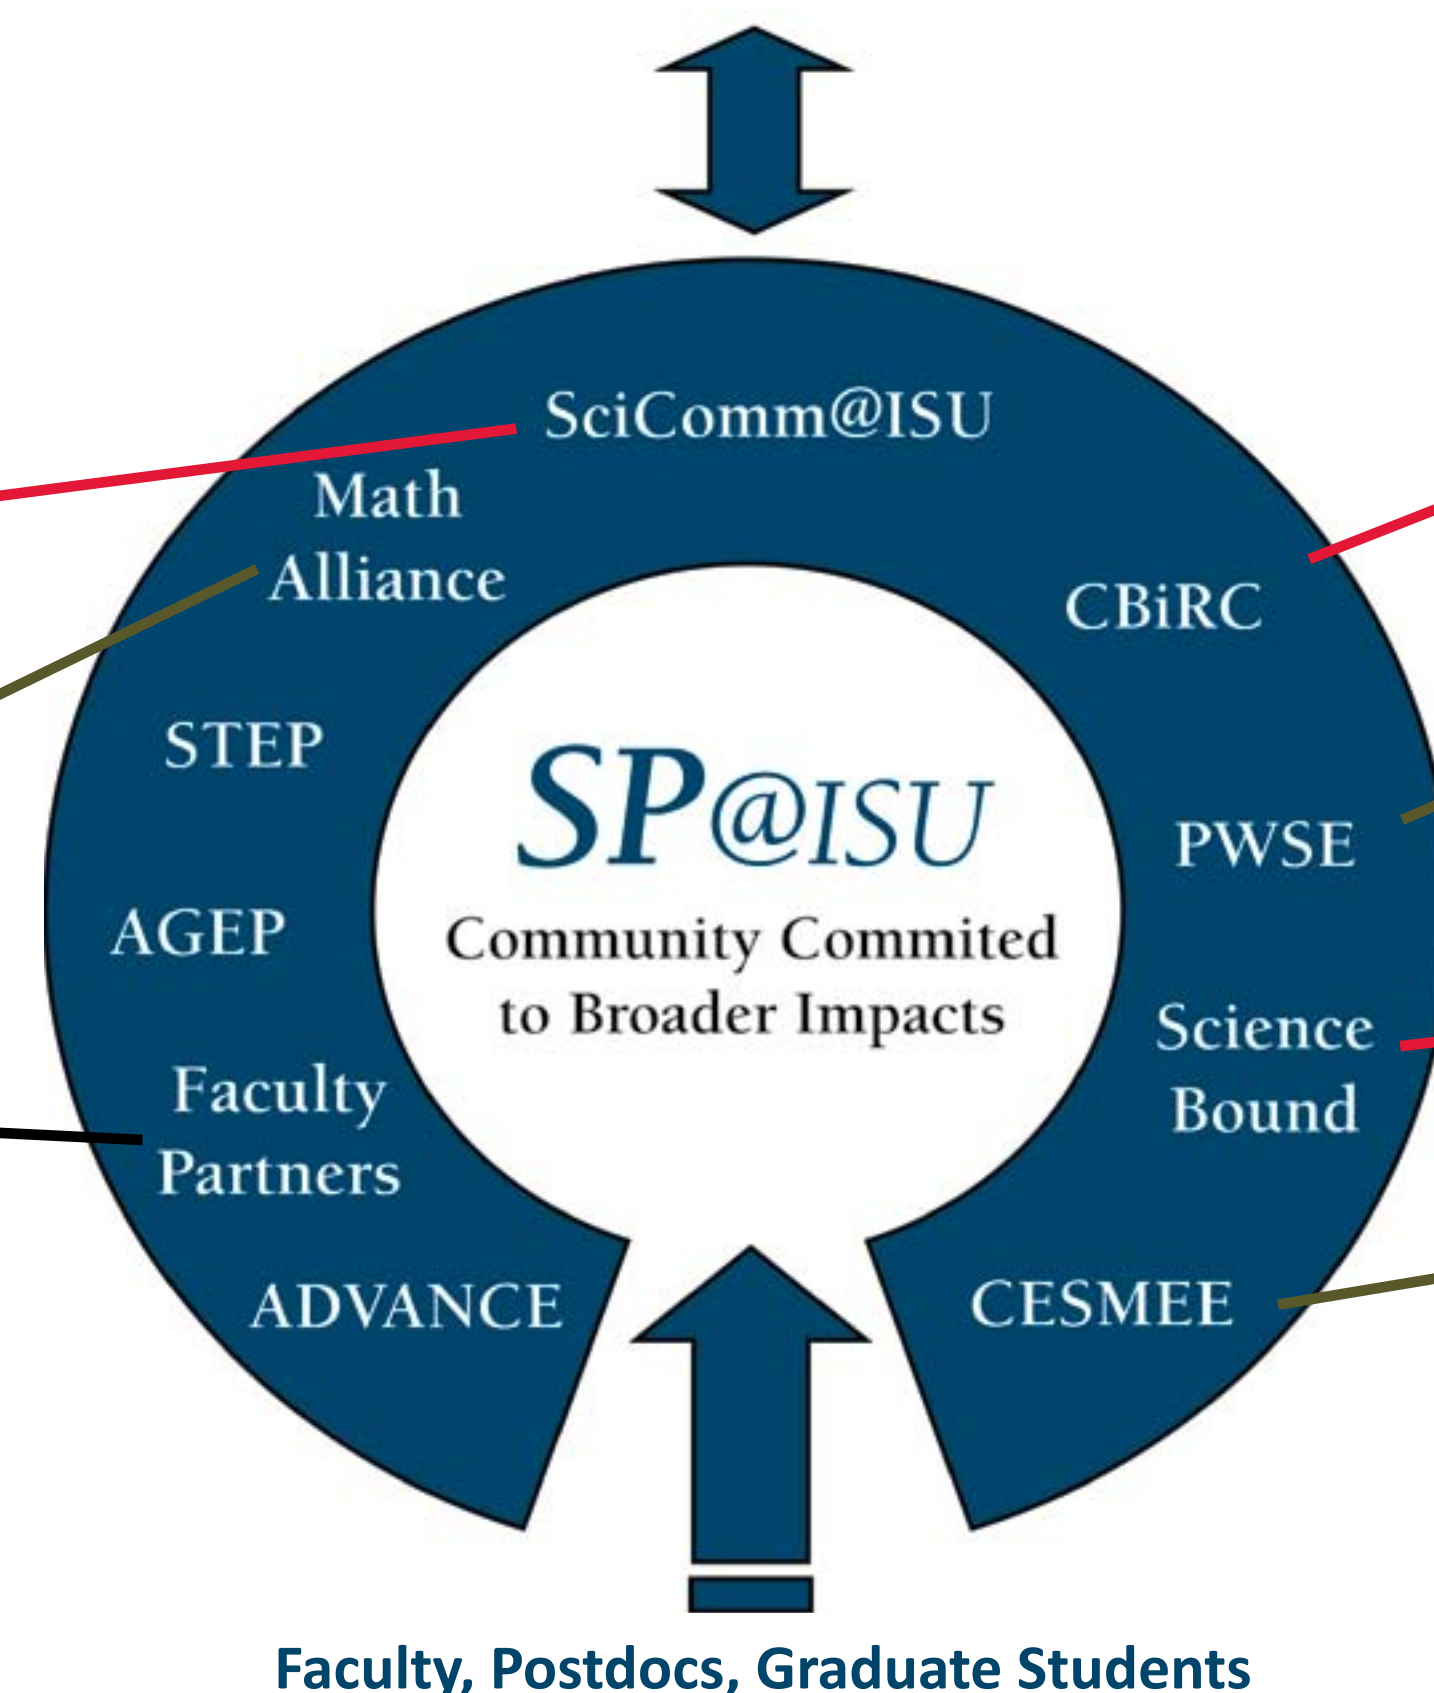 SciComm@ISU
Math
Alliance
CBiRC
STEP
SP@ISU
PWSE
AGEP
Community Commited
to Broader Impacts
Science
Bound
Faculty
Partners
ADVANCE
CESMEE
Faculty, Postdocs, Graduate Students